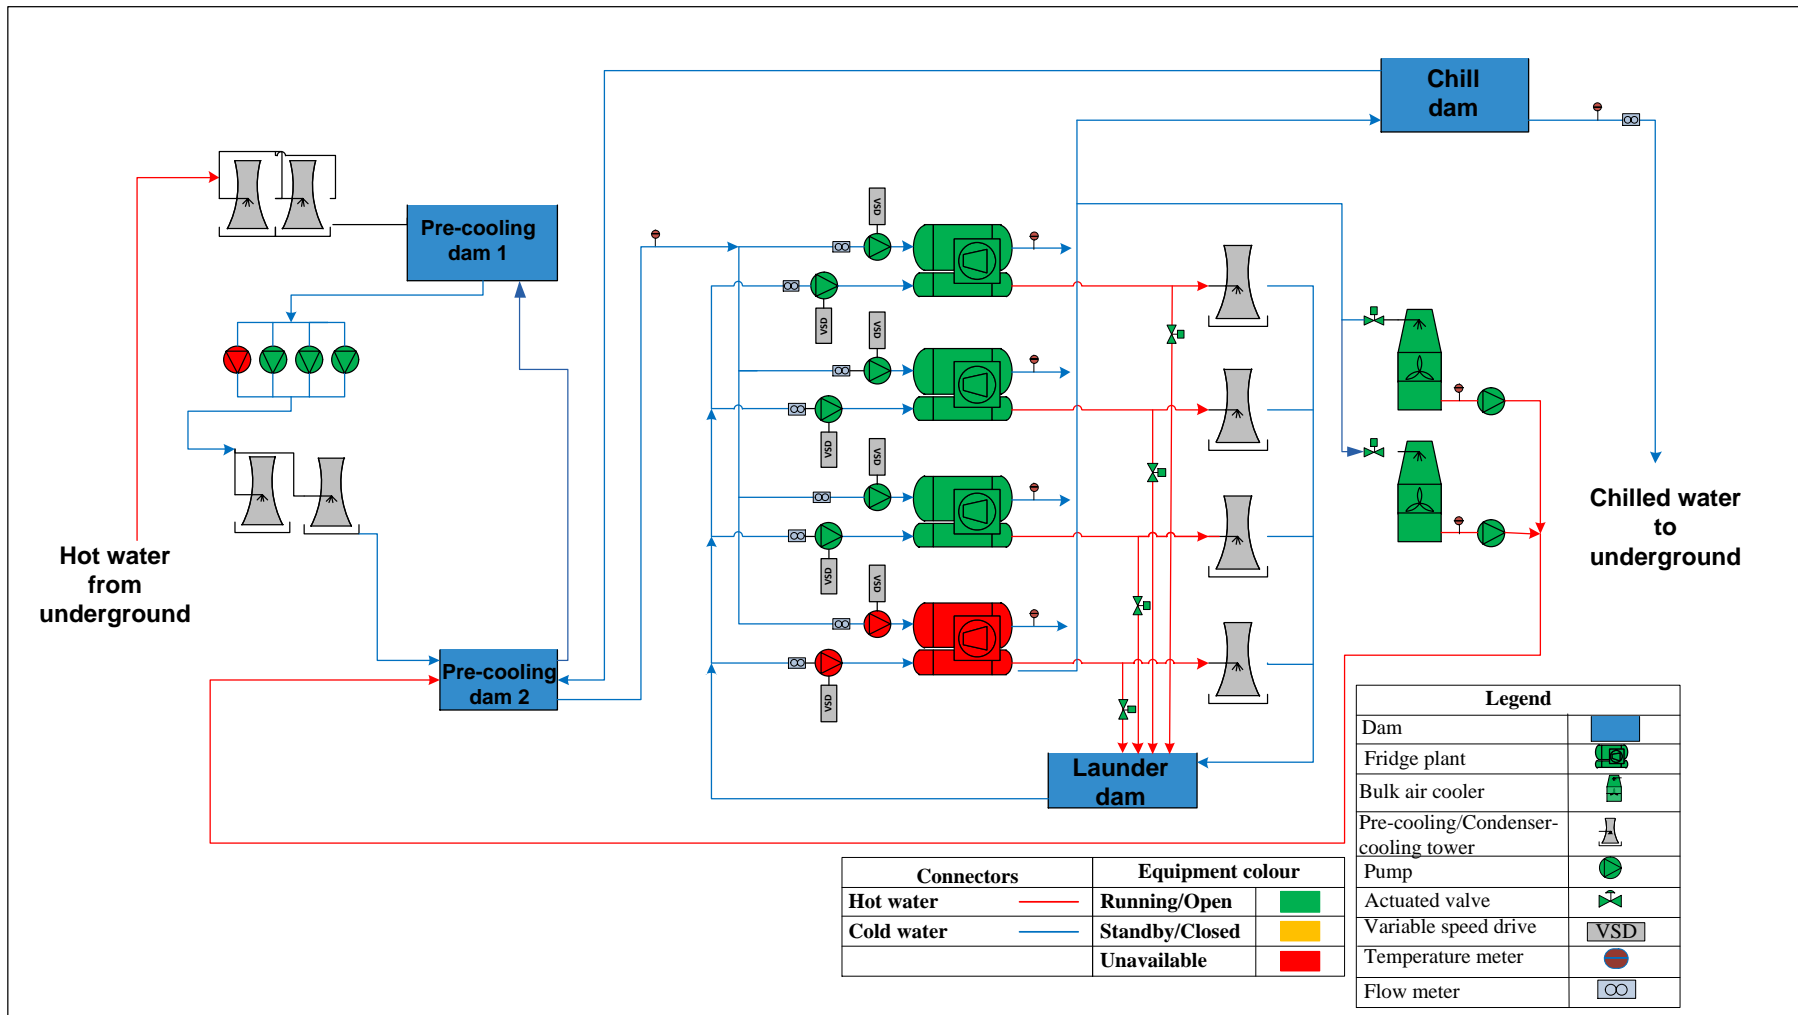 Chill
dam
Pre-cooling
dam 1
VSD
VSD
VSD
VSD
VSD
VSD
VSD
VSD
Hot water
from
underground
Chilled water
to
underground
Pre-cooling
dam 2
Launder
dam
Connectors
Equipment colour
Hot water
Running/Open
Cold water
Standby/Closed
Unavailable
Legend
Dam
Fridge plant
Bulk air cooler
Pre-cooling/Condenser-
cooling tower
Pump
Actuated valve
Variable speed drive
VSD
Temperature meter
Flow meter